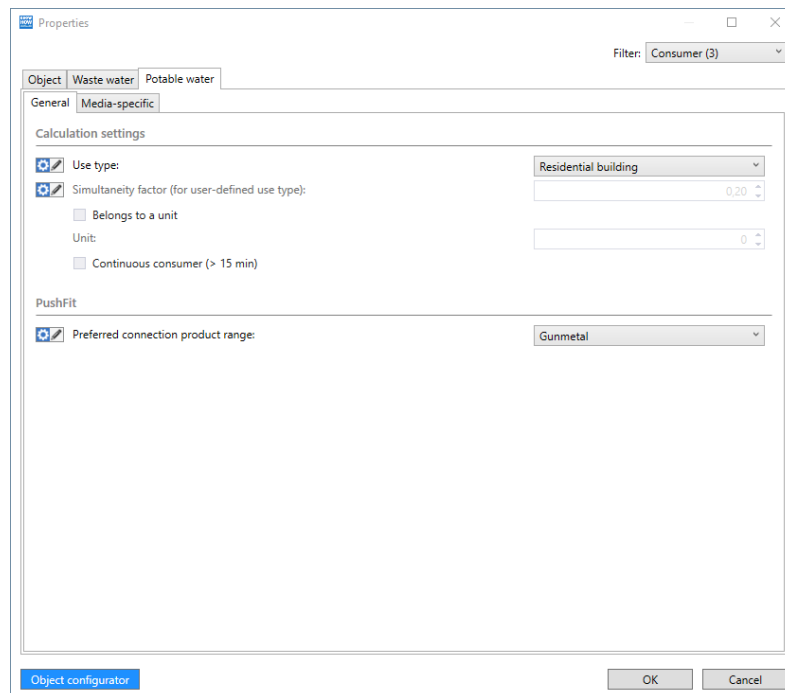 Properties
Filter: Consumer (3)
Object Waste water Potable water
General Media-specific
Calculation settings
Use type: Residential building
Simultaneity factor (for user-defined use type): 0,20
Belongs to a unit
Unit: 0
Continuous consumer (> 15 min)
PushFit
Preferred connection product range: Gunmetal
Object configurator OK Cancel